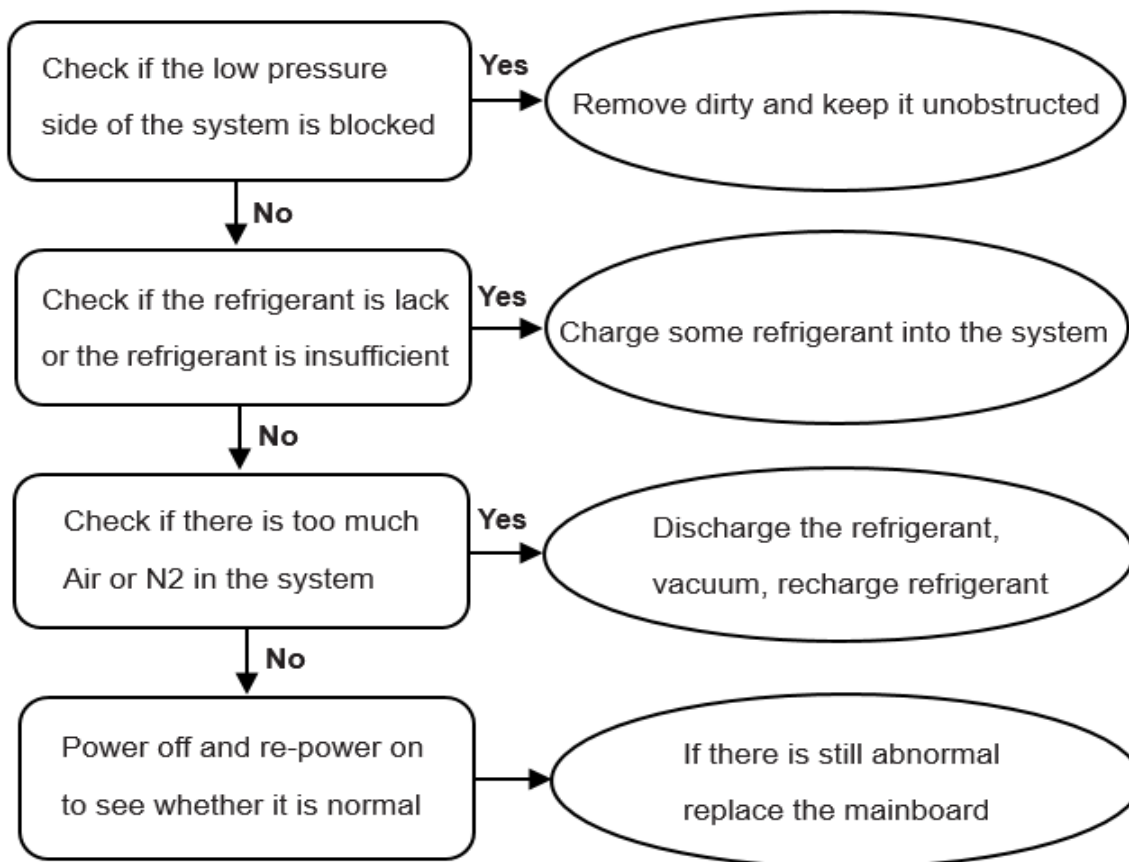 Check if the low pressure
side of the system is blocked
Yes
Remove dirty and keep it unobstructed
No
Check if the refrigerant is lack
or the refrigerant is insufficient
Yes
Charge some refrigerant into the system
No
Check if there is too much
Air or N2 in the system
Yes
Discharge the refrigerant,
vacuum, recharge refrigerant
No
Power off and re-power on
to see whether it is normal
If there is still abnormal
replace the mainboard